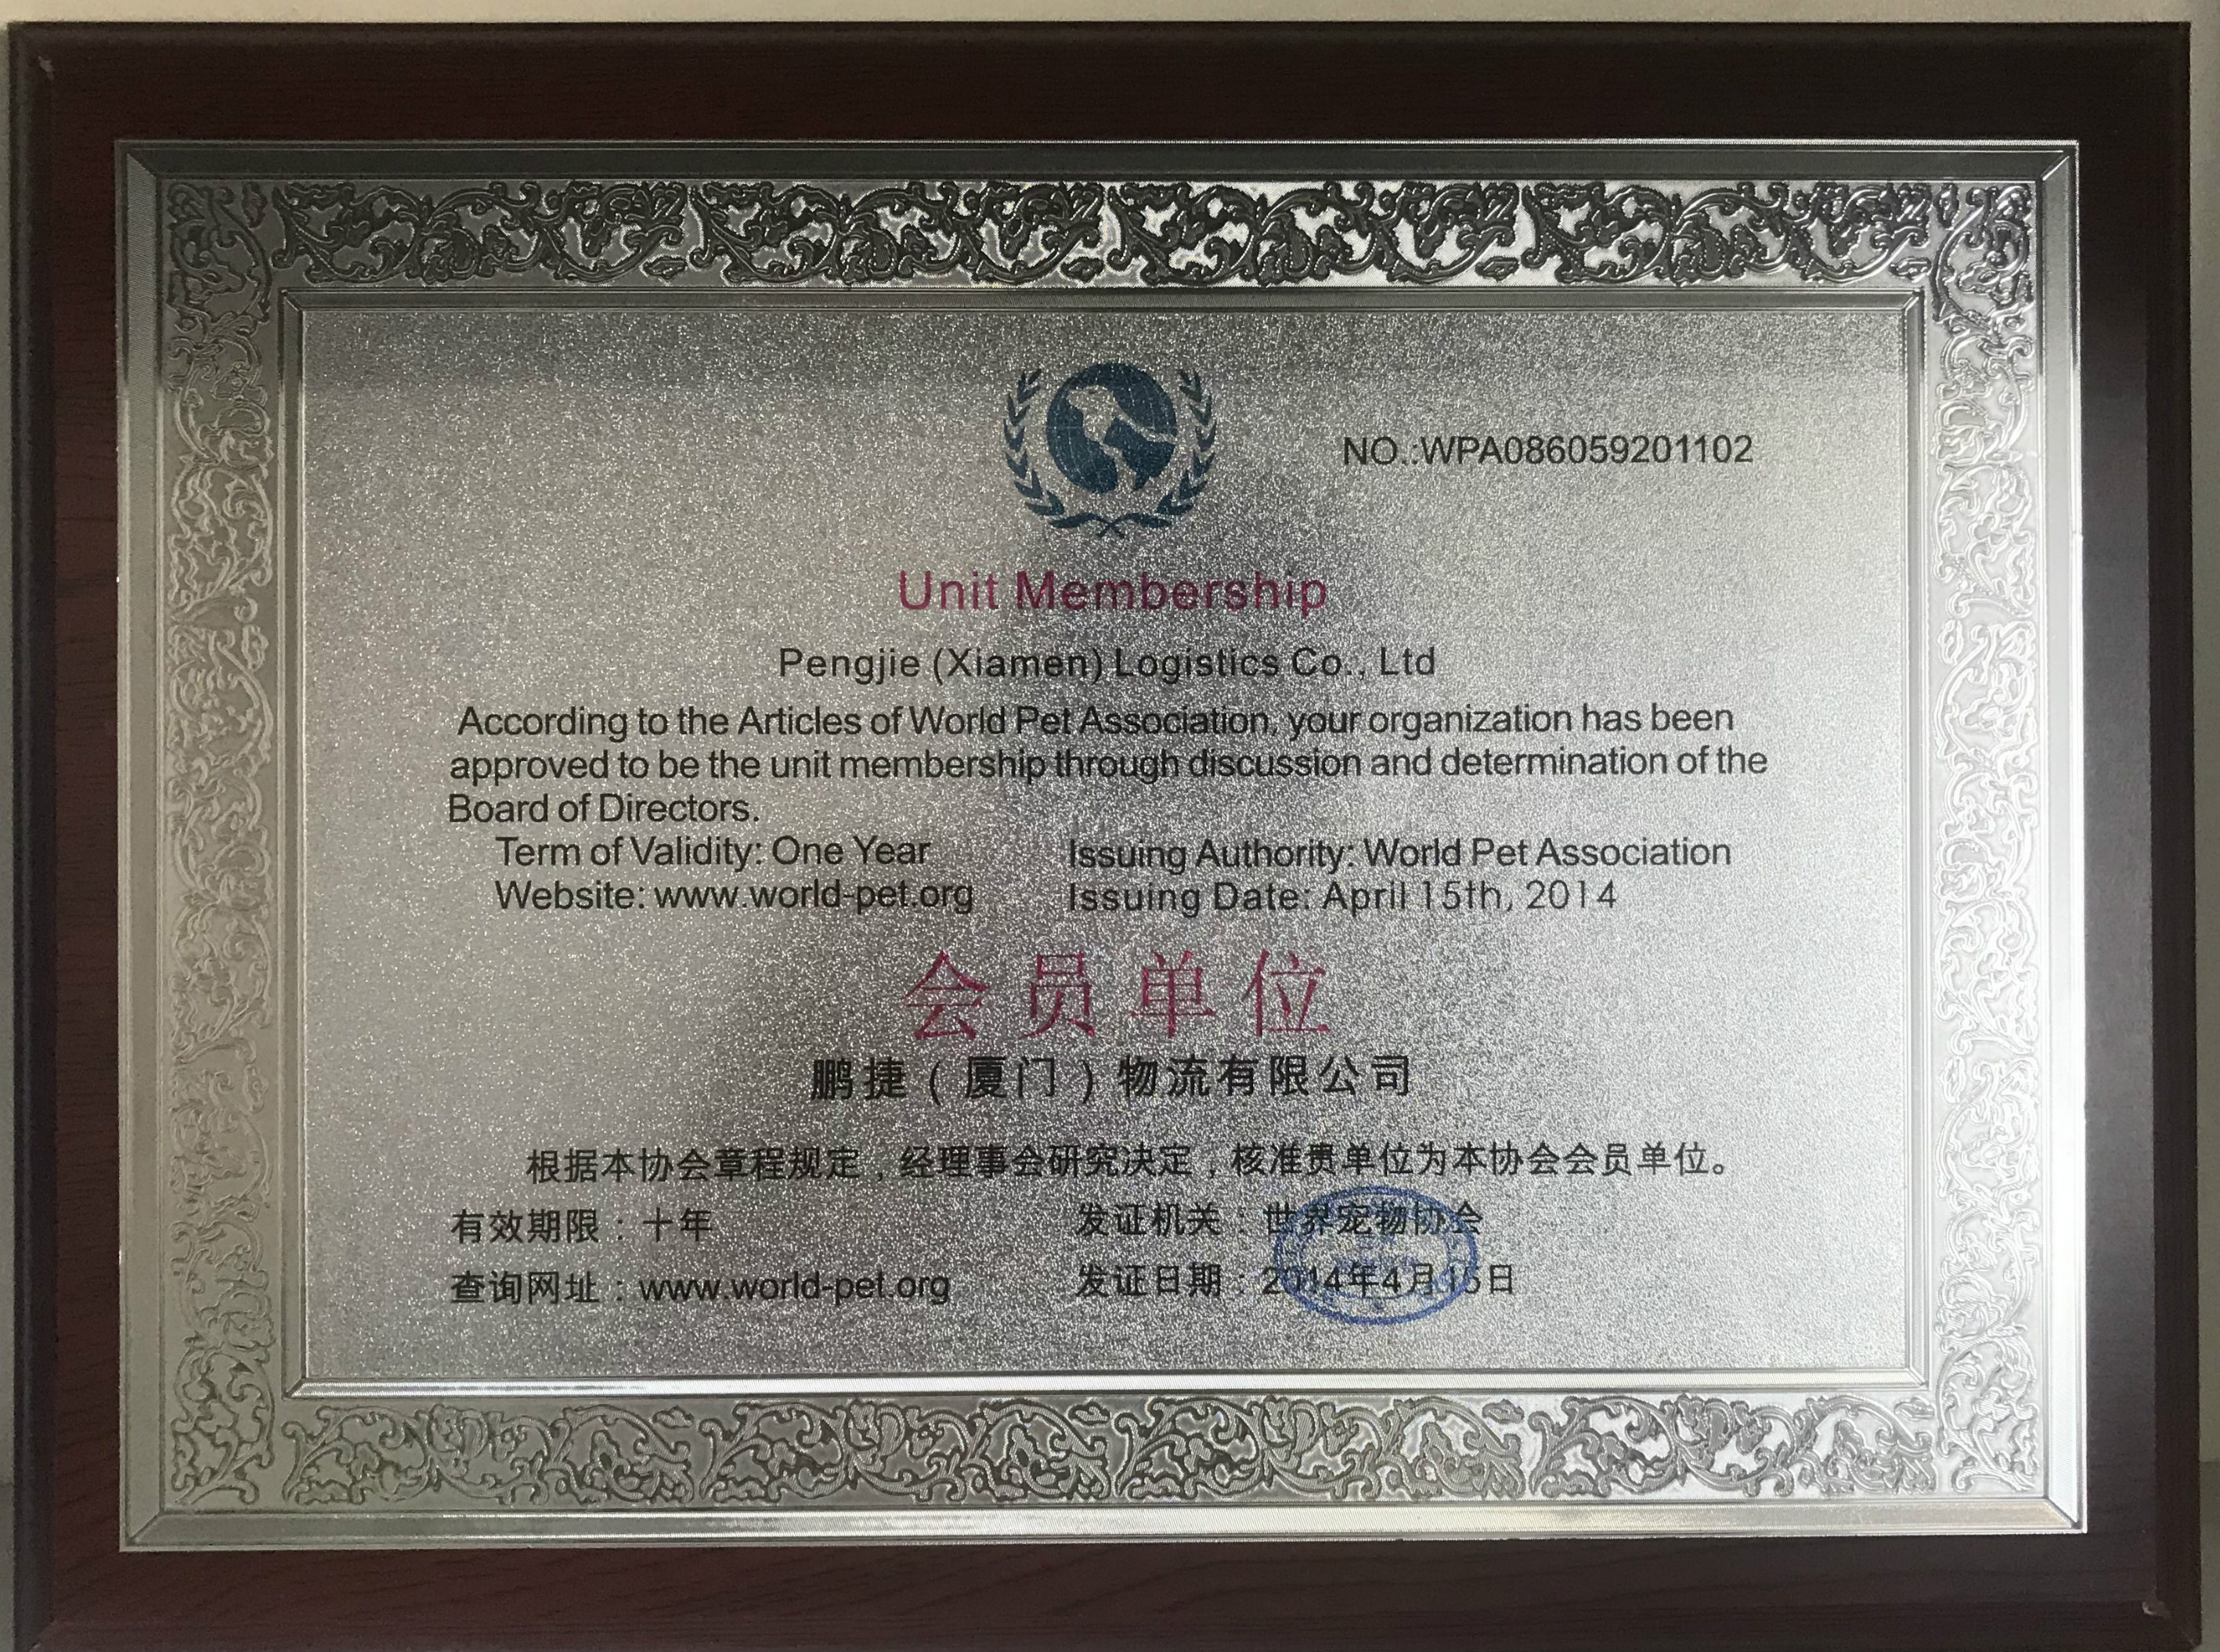 NO.:WPA086059201102
Unit Membership
Pengjie (Xiamen) Logistics Co., Ltd
According to the Articles of World Pet Association, your organization has been
approved to be the unit membership through discussion and determination of the
Board of Directors.
Term of Validity: One Year Issuing Authority: World Pet Association
Website: www.world-pet.org Issuing Date: April 15th, 2014
会员单位
鹏捷（厦门）物流有限公司
根据本协会章程规定，经理事会研究决定，核准贵单位为本协会会员单位。
有效期限：十年 发证机关：世界宠物协会
查询网址：www.world-pet.org 发证日期：2014年4月15日